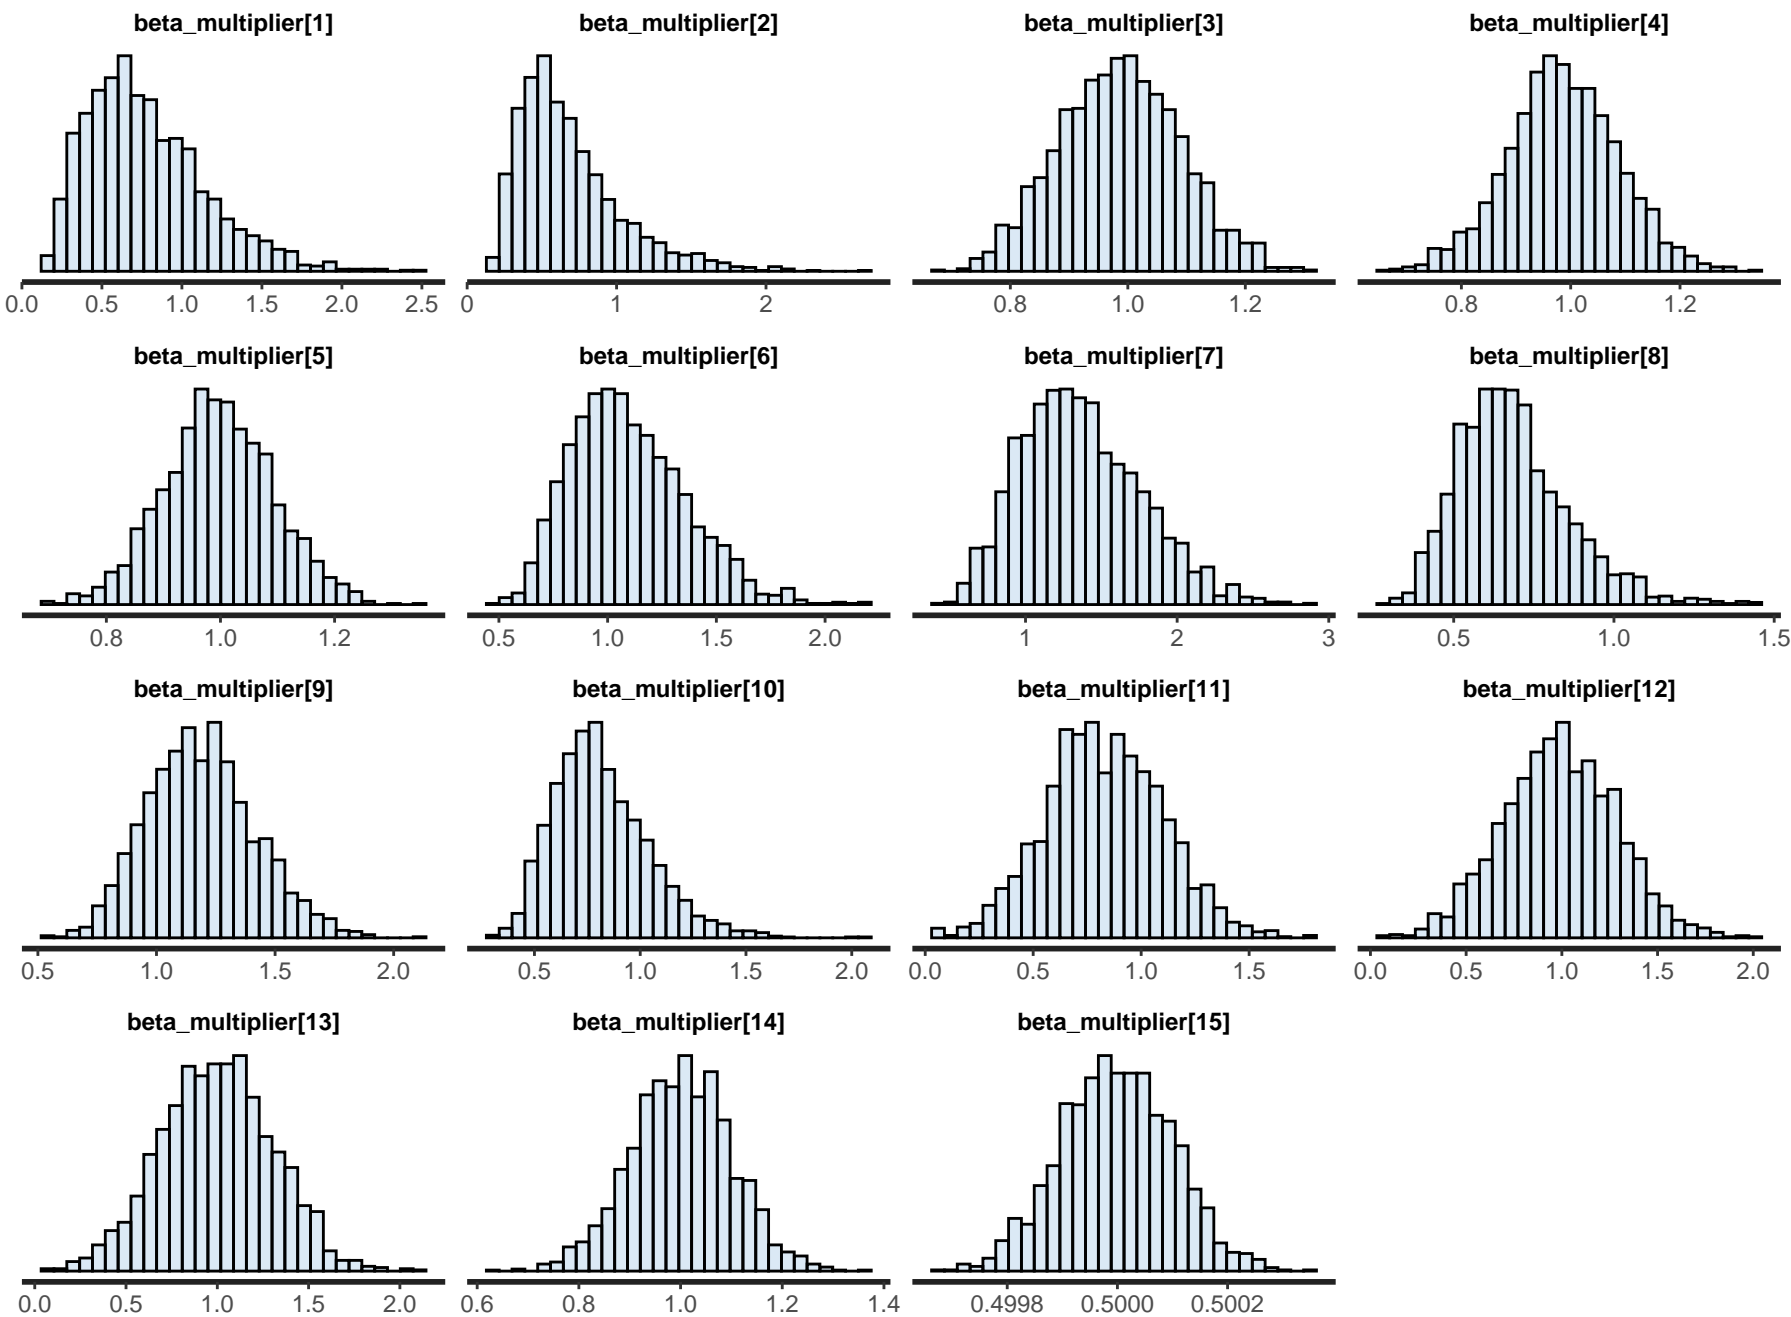 beta_multiplier[1] beta_multiplier[2] beta_multiplier[3] beta_multiplier[4]
0.0 0.5 1.0 1.5 2.0 2.5 0 1 2 0.8 1.0 1.2 0.8 1.0 1.2
beta_multiplier[5] beta_multiplier[6] beta_multiplier[7] beta_multiplier[8]
0.8 1.0 1.2 0.5 1.0 1.5 2.0 1 2 3 0.5 1.0 1.5
beta_multiplier[9] beta_multiplier[10] beta_multiplier[11] beta_multiplier[12]
0.5 1.0 1.5 2.0 0.5 1.0 1.5 2.0 0.0 0.5 1.0 1.5 0.0 0.5 1.0 1.5 2.0
beta_multiplier[13] beta_multiplier[14] beta_multiplier[15]
0.0 0.5 1.0 1.5 2.0 0.6 0.8 1.0 1.2 1.4 0.4998 0.5000 0.5002